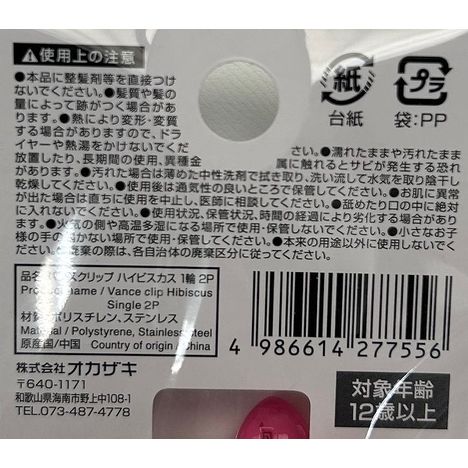 ⚠使用上の注意
●本品に整髪剤等を直接つけ
ないでください。●髪質や髪の
量によって跡がつく場合があ
ります。●熱により変形・変質
する場合がありますので、ドラ
イヤーや熱湯をかけないでくだ
放置したり、長期間の使用、異種金
がありま
乾燥してください。●使用後は通気性の良いところで保管してください。●お肌に異常
が出た場合は直ちに使用を中止し、医師に相談してください。●舐めたり口の中に絶対
に入れないでください。●使用状況、保管状況、時間の経過により劣化する場合があり
ます。●火気の側や高温多湿になる場所で保管しないでください。●小さなお子
様の手の届かない場所で使用・保管してください。●本来の用途以外に使用しないでく
ださい。●廃棄の際は、各自治体の廃棄区分に従ってください。
紙
台紙
プラ
袋:PP
●濡れたままや汚れたまま
属に触れるとサビが発生する恐れ
す。●汚れた場合は薄めた中性洗剤で拭き取り、洗い流して水気を取り陰干し
スクリップ ハイビスカス 1輪 2P
name / Vance clip Hibiscus
Single 2P
材質/ポリスチレン、ステンレス
Material / Polystyrene, Stainless steel
原産国/中国 Country of origin / China
4 986614 277556
株式会社オカザキ
〒640-1171
和歌山県海南市野上中108-1
TEL.073-487-4778
対象年齢
12歳以上